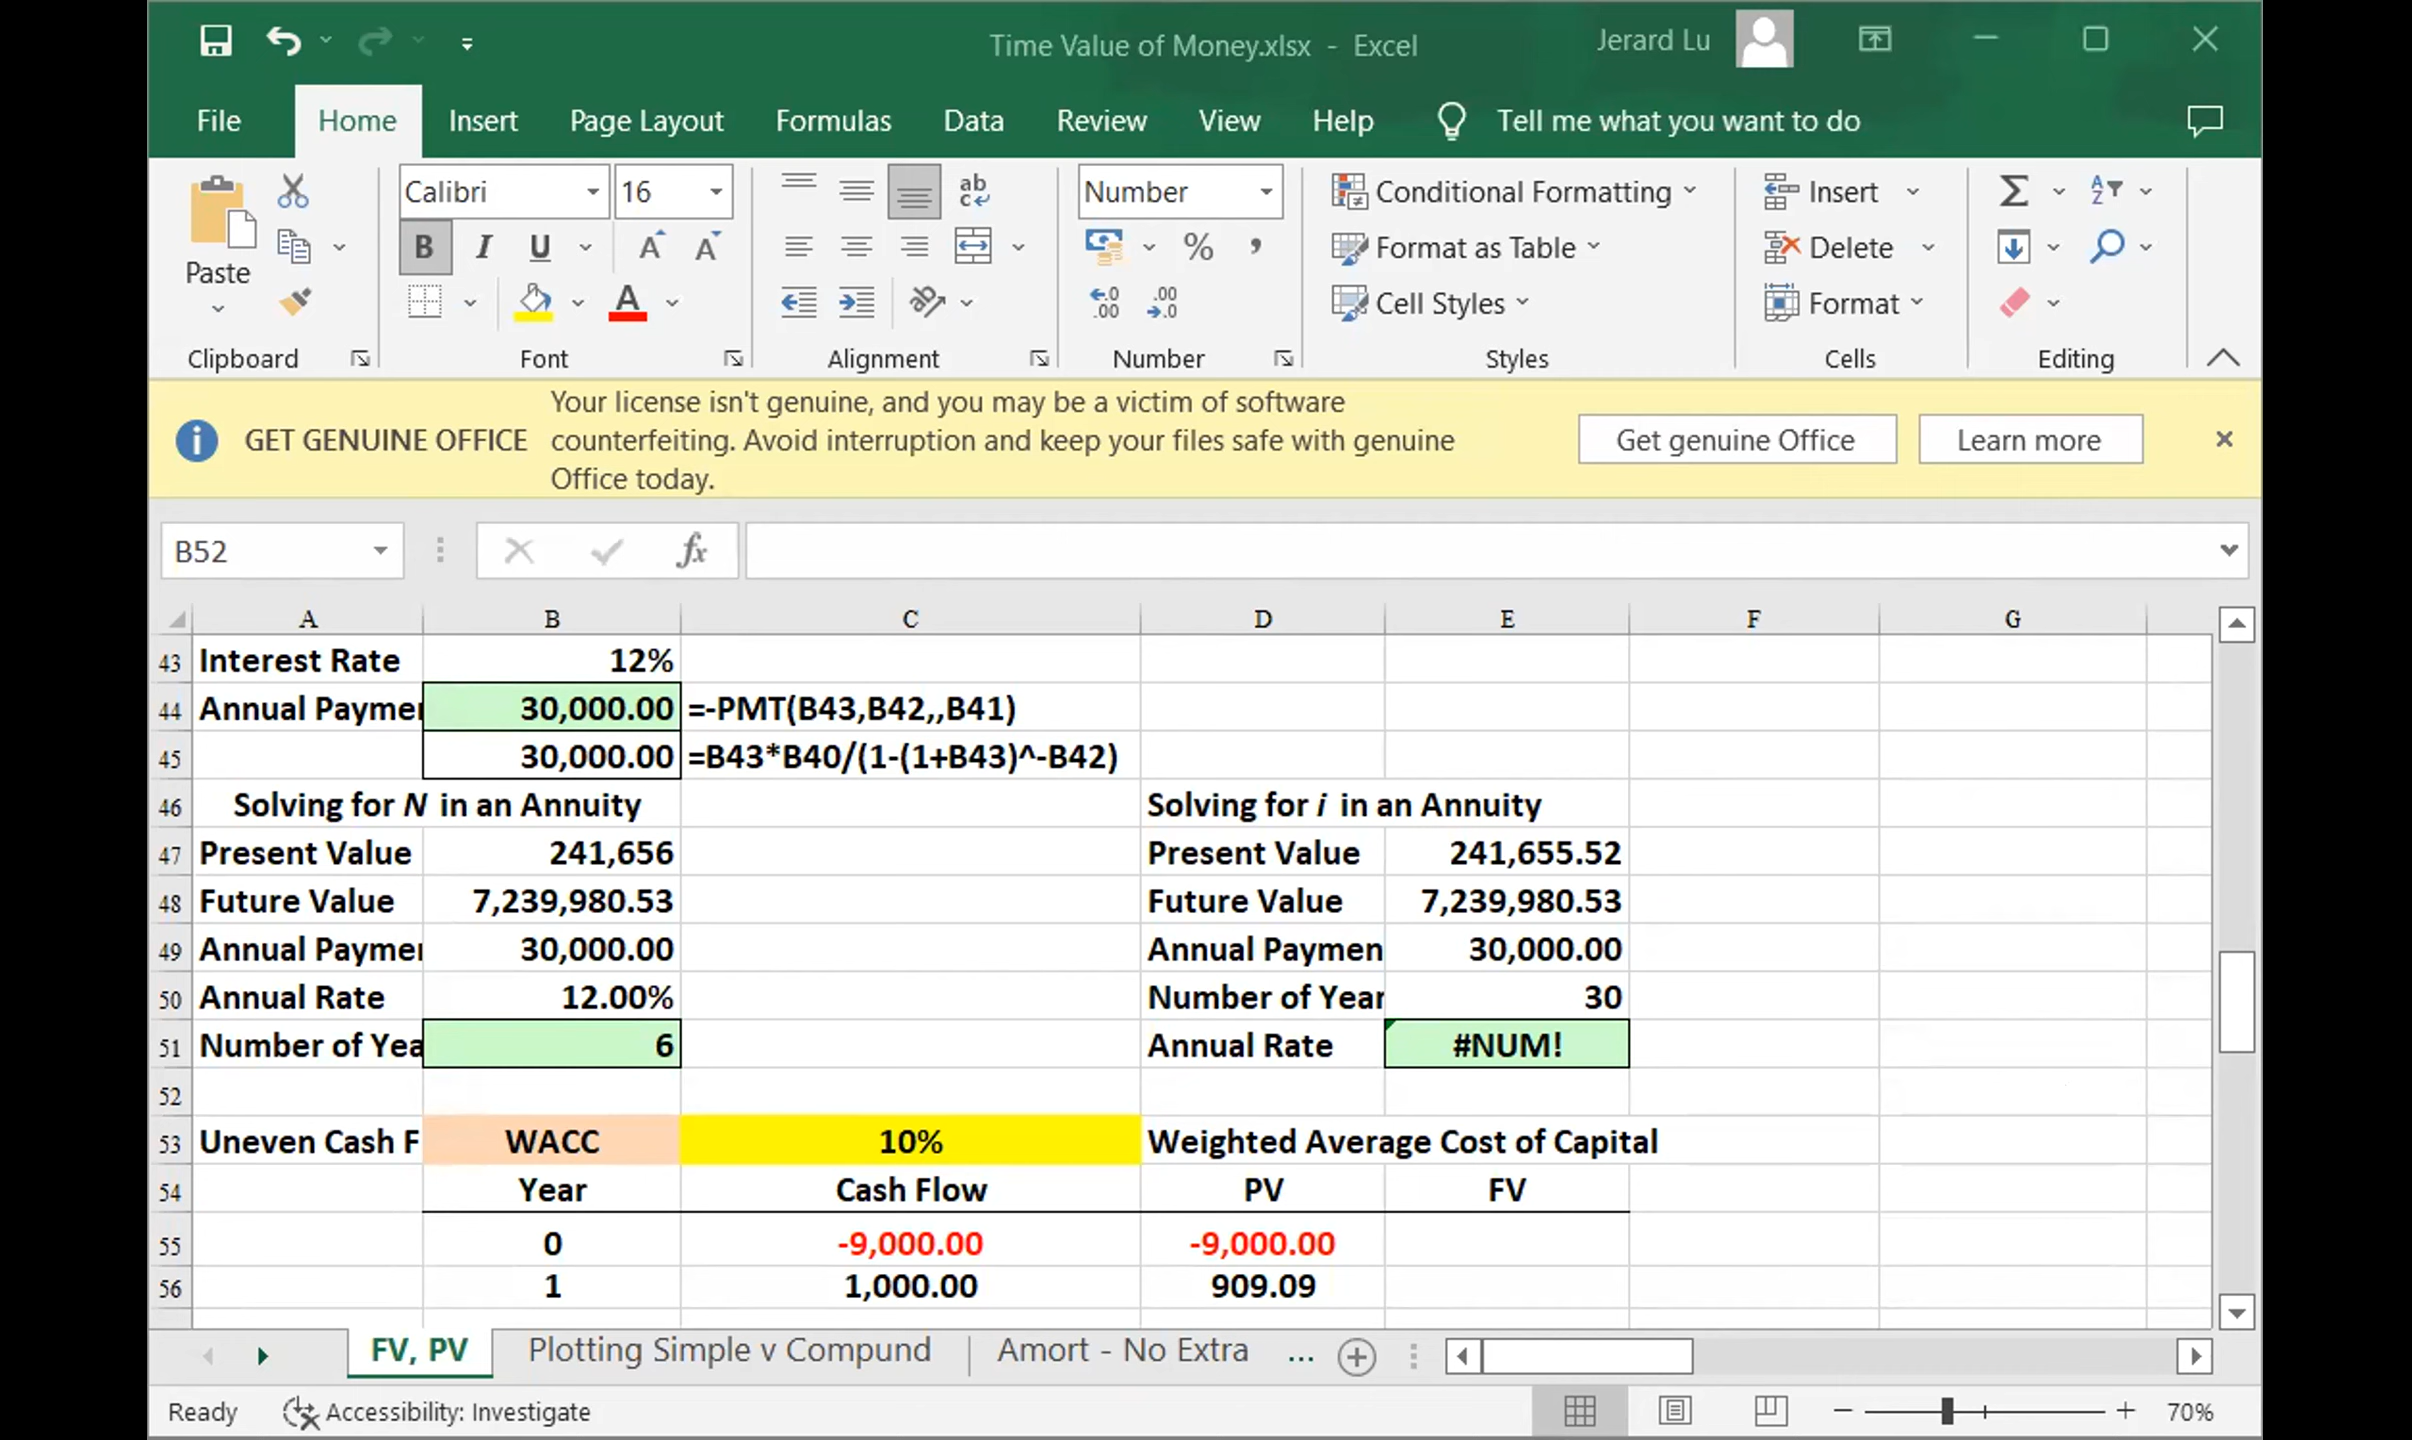 Time Value of Money.xlsx - Excel
Jerard Lu
File Home Insert Page Layout Formulas Data Review View Help Tell me what you want to do
Paste
Calibri 16
Number
Conditional Formatting
Format as Table
Cell Styles
Insert
Delete
Format
Clipboard Font Alignment Number Styles Cells Editing
GET GENUINE OFFICE
Your license isn't genuine, and you may be a victim of software
counterfeiting. Avoid interruption and keep your files safe with genuine
Office today.
Get genuine Office Learn more
B52
A B C D E F G
43 Interest Rate 12%
44 Annual Paymer 30,000.00 =-PMT(B43,B42,,B41)
45 30,000.00 =B43*B40/(1-(1+B43)^-B42)
46 Solving for N in an Annuity Solving for i in an Annuity
47 Present Value 241,656 Present Value 241,655.52
48 Future Value 7,239,980.53 Future Value 7,239,980.53
49 Annual Paymer 30,000.00 Annual Paymen 30,000.00
50 Annual Rate 12.00% Number of Year 30
51 Number of Yea 6 Annual Rate #NUM!
52
53 Uneven Cash F WACC 10% Weighted Average Cost of Capital
54 Year Cash Flow PV FV
55 0 -9,000.00 -9,000.00
56 1 1,000.00 909.09
FV, PV Plotting Simple v Compund Amort - No Extra ...
Ready Accessibility: Investigate 70%